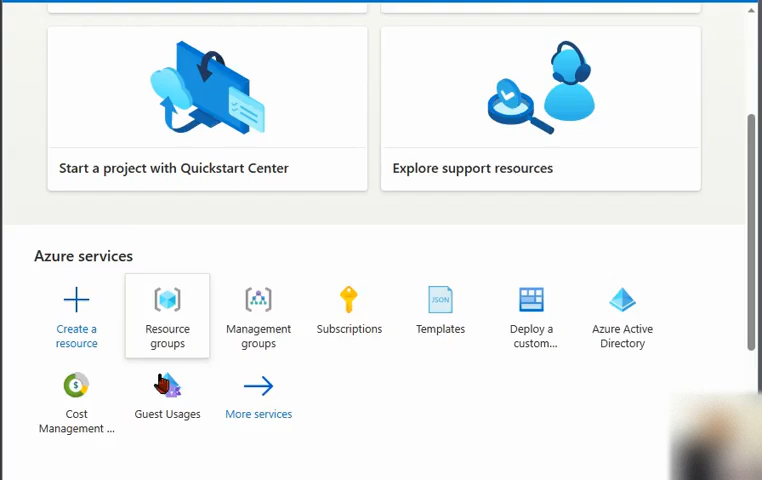 Start a project with Quickstart Center
Explore support resources
Azure services
Create a
resource
Resource
groups
Management
groups
Subscriptions
JSON
Templates
Deploy a
custom...
Azure Active
Directory
$
Cost
Management ...
Guest Usages
More services